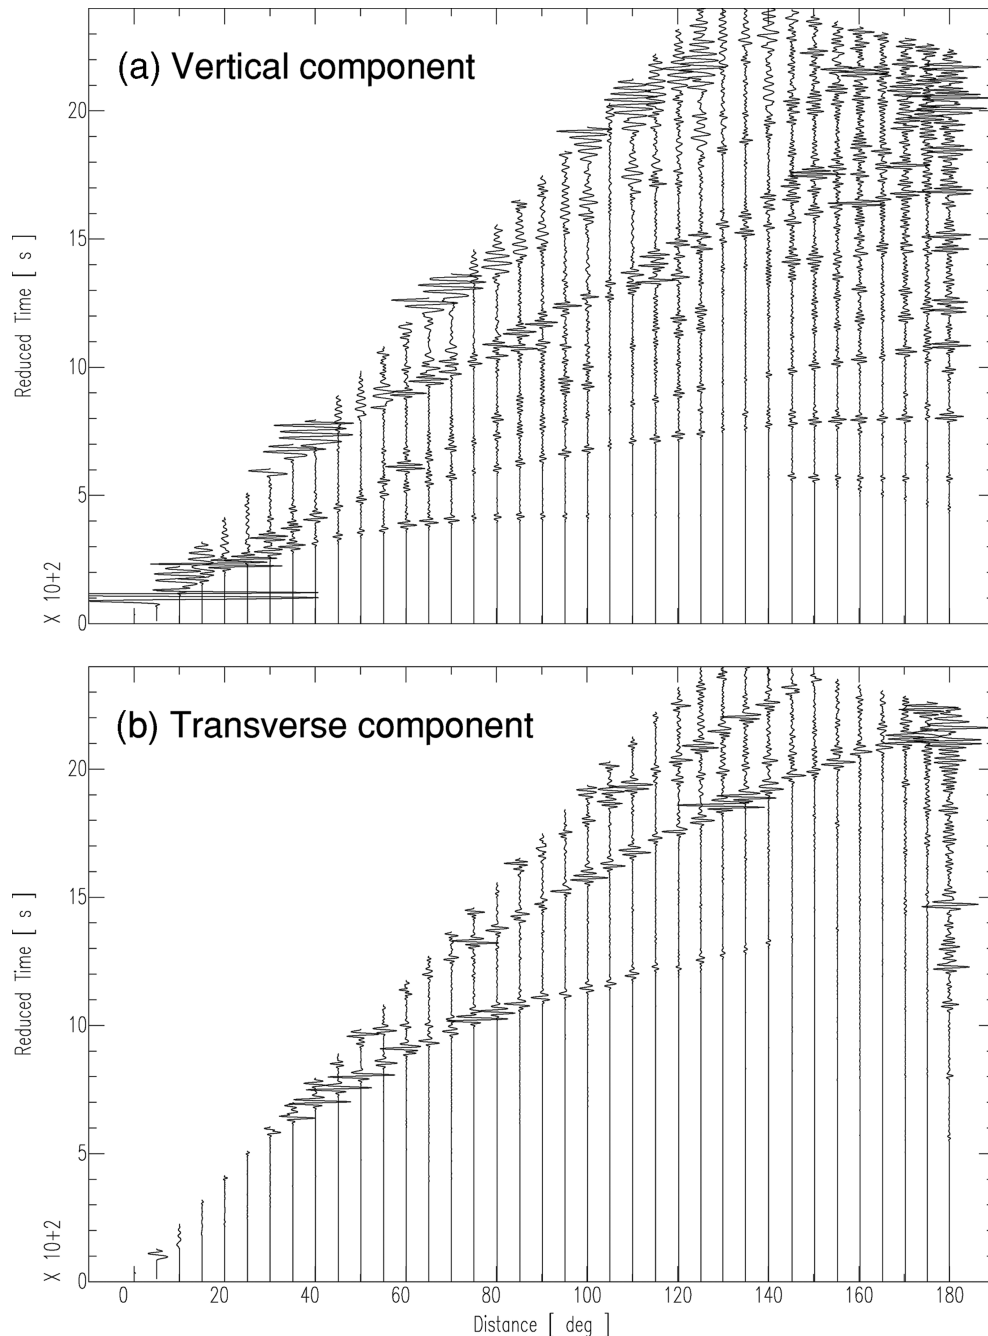 (a) Vertical component
20
15
10
5
0
Reduced Time [ s ]
X 10+2
(b) Transverse component
20
15
10
5
0
Reduced Time [ s ]
X 10+2
0 20 40 60 80 100 120 140 160 180
Distance [ deg ]